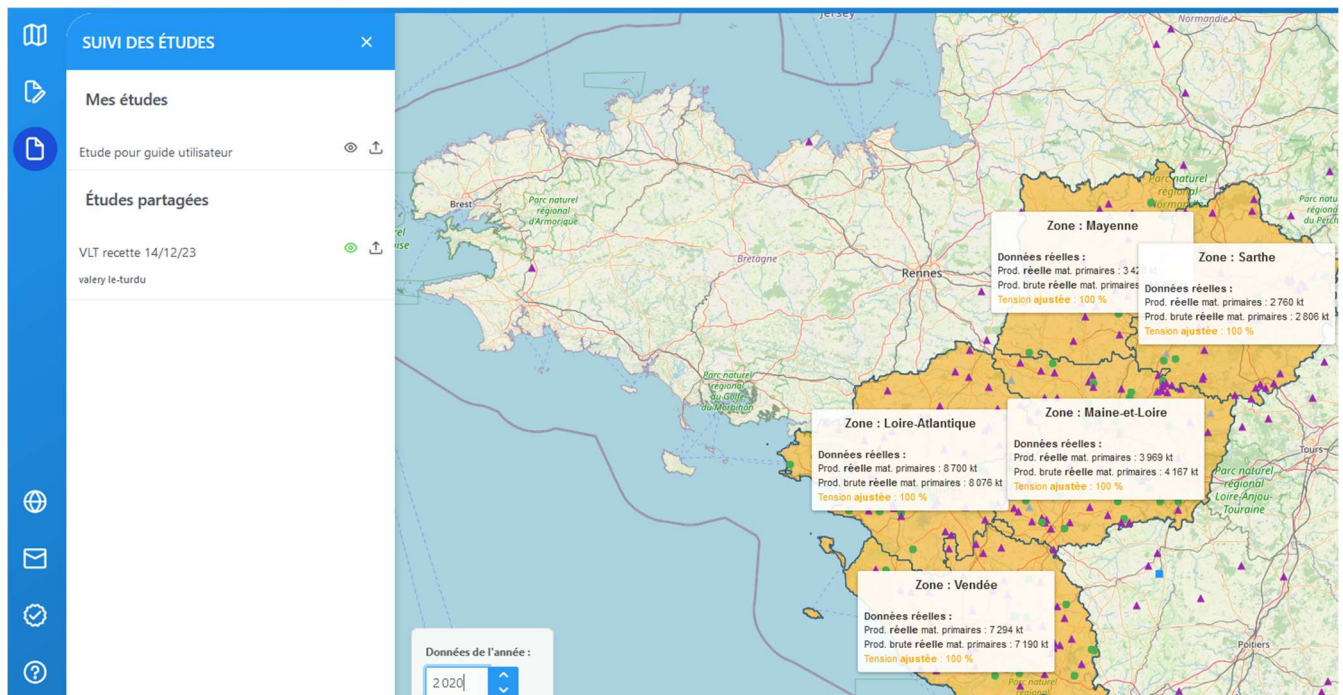 SUIVI DES ÉTUDES
Mes études
Etude pour guide utilisateur
Études partagées
VLT recette 14/12/23
valery le-turdu
Jersey
Normandie
Brest
Parc naturel
régional
d'Armorique
Bretagne
Rennes
Parc naturel
régional
du Golfe
du Morbihan
Parc naturel
régional
Normandie
Parc natu
régional
du Perch
Zone : Mayenne
Données réelles :
Prod. réelle mat. primaires : 3 42
Prod. brute réelle mat. primaires
Tension ajustée : 100 %
Zone : Sarthe
Données réelles :
Prod. réelle mat. primaires : 2 760 kt
Prod. brute réelle mat. primaires : 2 806 kt
Tension ajustée : 100 %
Zone : Loire-Atlantique
Données réelles :
Prod. réelle mat. primaires : 8 700 kt
Prod. brute réelle mat. primaires : 8 076 kt
Tension ajustée : 100 %
Zone : Maine-et-Loire
Données réelles :
Prod. réelle mat. primaires : 3 969 kt
Prod. brute réelle mat. primaires : 4 167 kt
Tension ajustée : 100 %
Tours
Parc naturel
régional
Loire-Anjou-
Touraine
Zone : Vendée
Données réelles :
Prod. réelle mat. primaires : 7 294 kt
Prod. brute réelle mat. primaires : 7 190 kt
Tension ajustée : 100 %
Poitiers
Parc naturel
régional
Données de l'année :
2 020